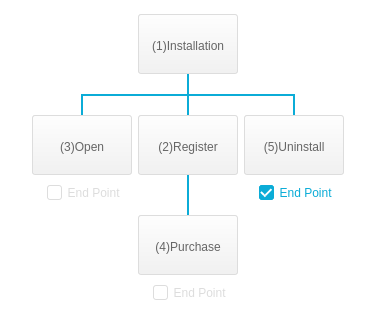 (1)Installation
(3)Open
(2)Register
(5)Uninstall
End Point
End Point
(4)Purchase
End Point